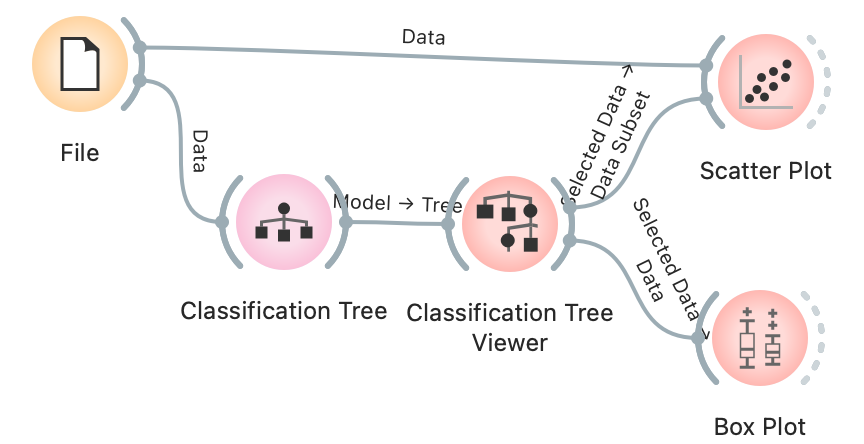 Data
File
Data
Selected Data →
Data Subset
Scatter Plot
Model → Tree
Classification Tree
Classification Tree
Viewer
Selected Data →
Data
Box Plot